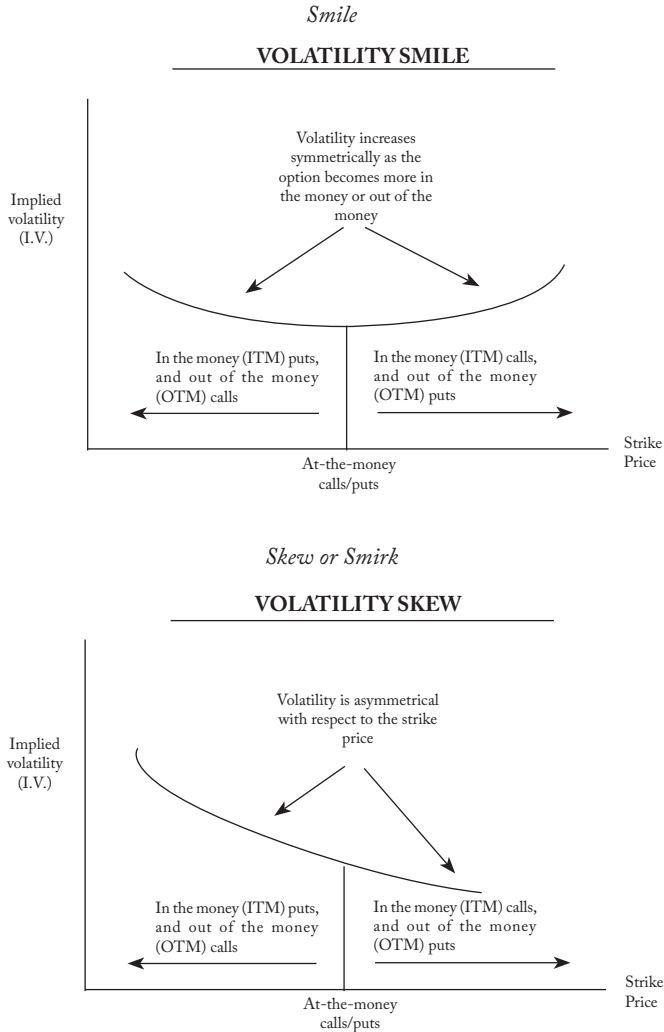 Smile
VOLATILITY SMILE
Volatility increases
symmetrically as the
option becomes more in
the money or out of the
money
Implied
volatility
(I.V.)
In the money (ITM) puts,
and out of the money
(OTM) calls
In the money (ITM) calls,
and out of the money
(OTM) puts
Strike
Price
At-the-money
calls/puts
Skew or Smirk
VOLATILITY SKEW
Volatility is asymmetrical
with respect to the strike
price
Implied
volatility
(I.V.)
In the money (ITM) puts,
and out of the money
(OTM) calls
In the money (ITM) calls,
and out of the money
(OTM) puts
Strike
Price
At-the-money
calls/puts